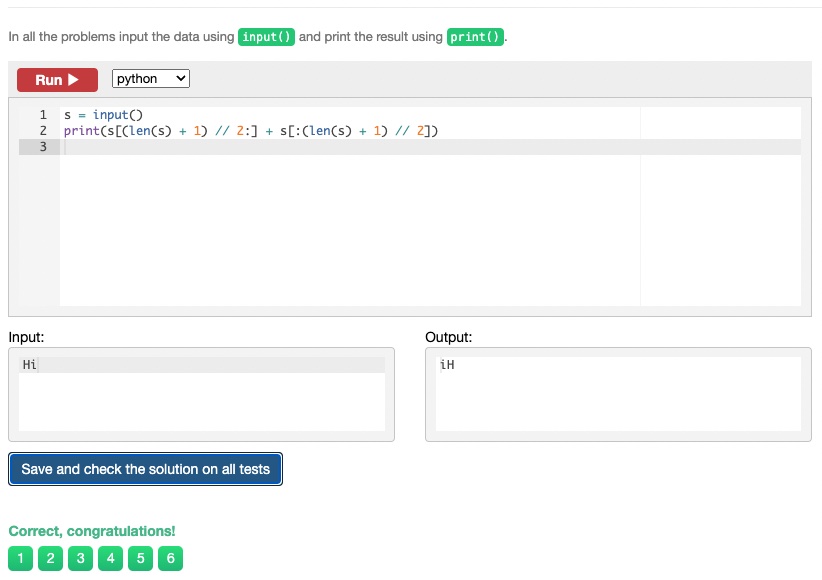 In all the problems input the data using input() and print the result using print().
Run
python
1 s = input()
2 print(s[(len(s) + 1) // 2:] + s[:(len(s) + 1) // 2])
3
Input:
Output:
Hi
iH
Save and check the solution on all tests
Correct, congratulations!
1 2 3 4 5 6